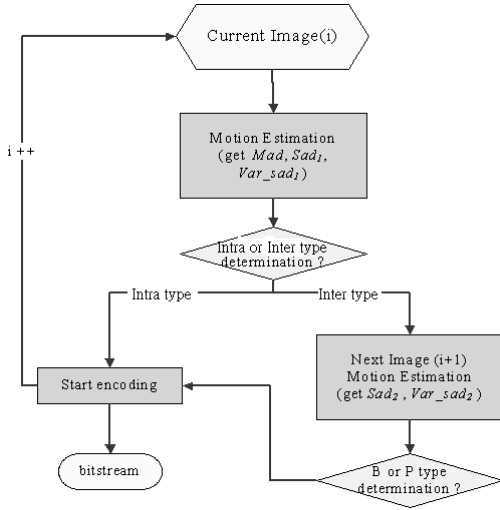 Current Image(i)
Motion Estimation
(get Mad, Sad1,
Var_sad1)
i ++
Intra or Inter type
determination ?
Intra type
Inter type
Next Image (i+1)
Motion Estimation
(get Sad2 , Var_sad2)
Start encoding
bitstream
B or P type
determination ?